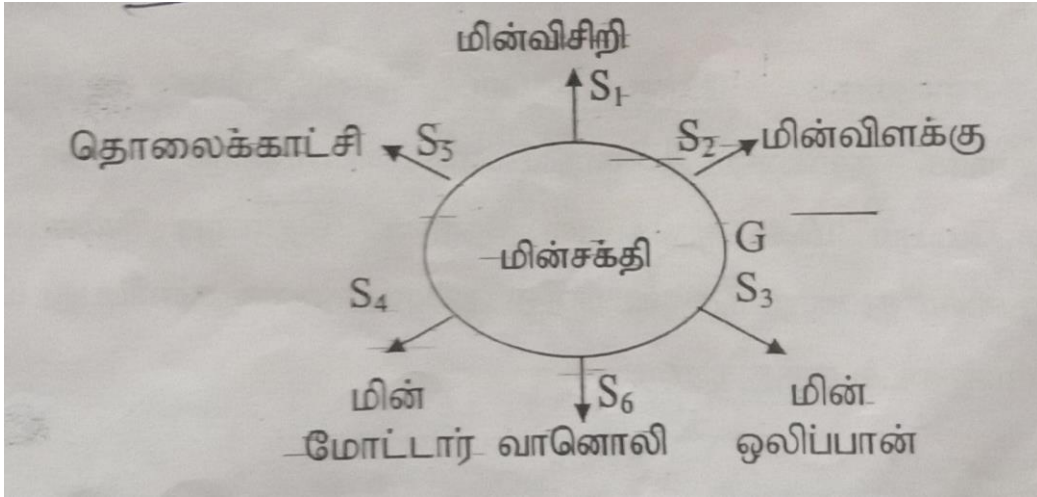 மின்விசிறி
S1
தொலைக்காட்சி S5 S2 மின்விளக்கு
மின்சக்தி G
S4 S3
S6
மின் மின்
மோட்டார் வானொலி ஒலிப்பான்